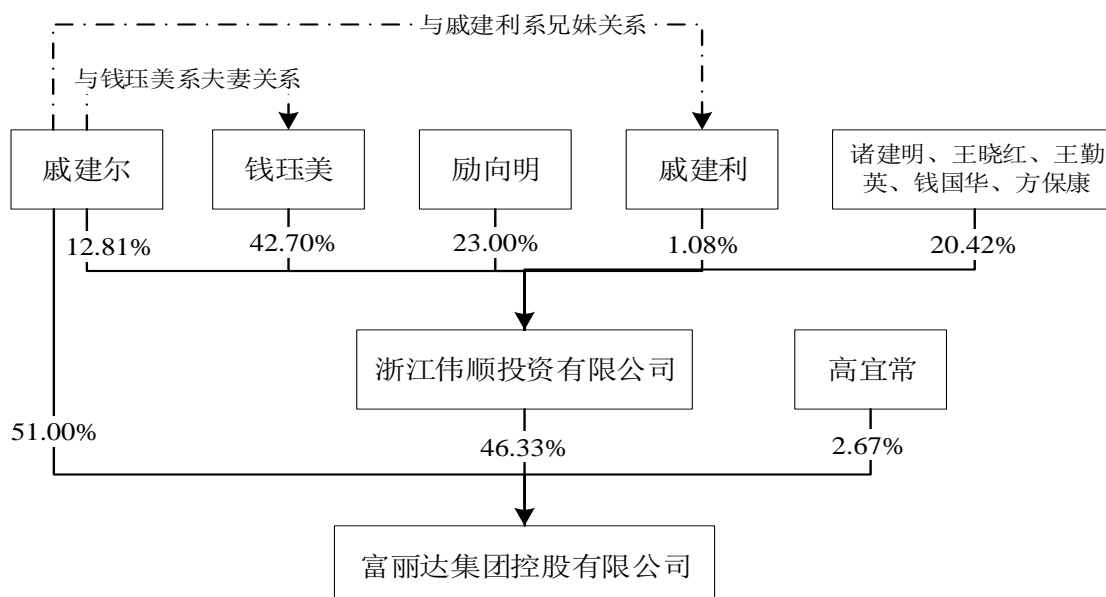 与戚建利系兄妹关系
与钱珏美系夫妻关系
戚建尔
钱珏美
励向明
戚建利
诸建明、王晓红、王勤
英、钱国华、方保康
12.81%
42.70%
23.00%
1.08%
20.42%
浙江伟顺投资有限公司
高宜常
51.00%
46.33%
2.67%
富丽达集团控股有限公司